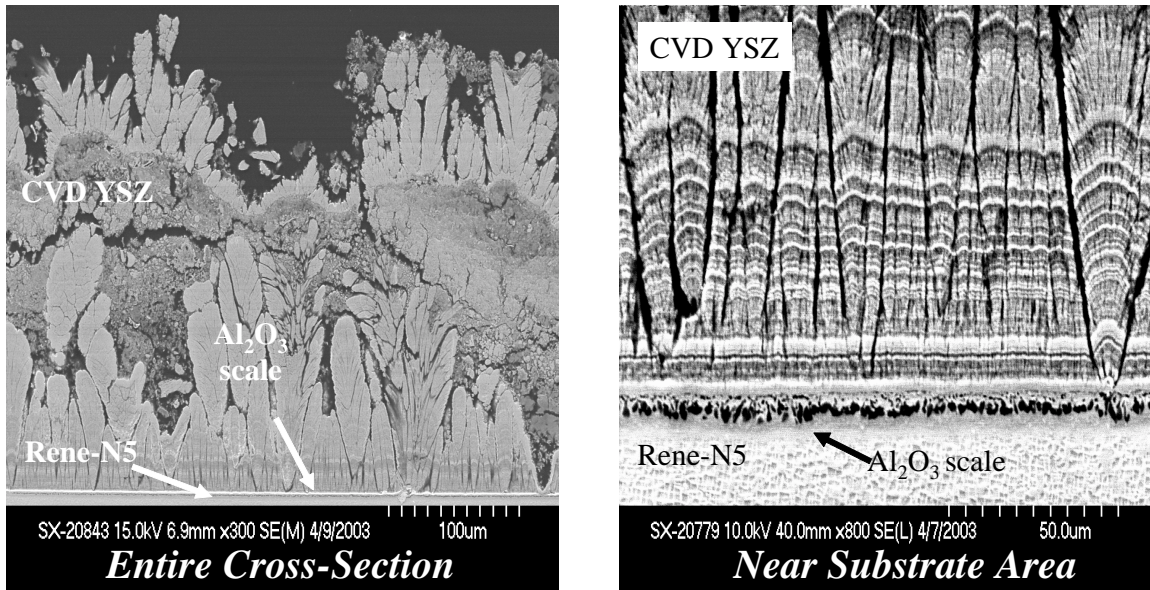 CVD YSZ
Al₂O₃
scale
Rene-N5
SX-20843 15.0kV 6.9mm x300 SE(M) 4/9/2003
100um
Entire Cross-Section
CVD YSZ
Rene-N5
Al₂O₃ scale
SX-20779 10.0kV 40.0mm x800 SE(L) 4/7/2003
50.0um
Near Substrate Area